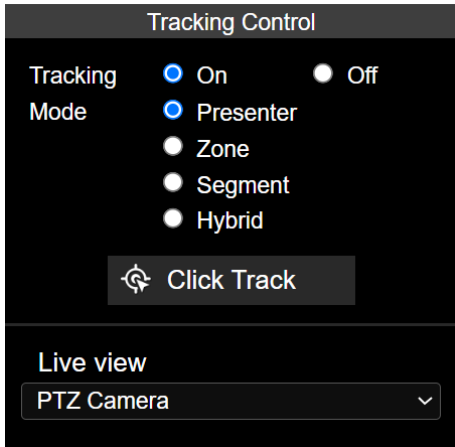 Tracking Control
Tracking On Off
Mode Presenter
Zone
Segment
Hybrid
Click Track
Live view
PTZ Camera